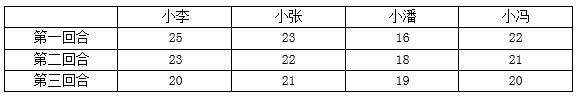 小李 小张 小潘 小冯
第一回合 25 23 16 22
第二回合 23 22 18 21
第三回合 20 21 19 20